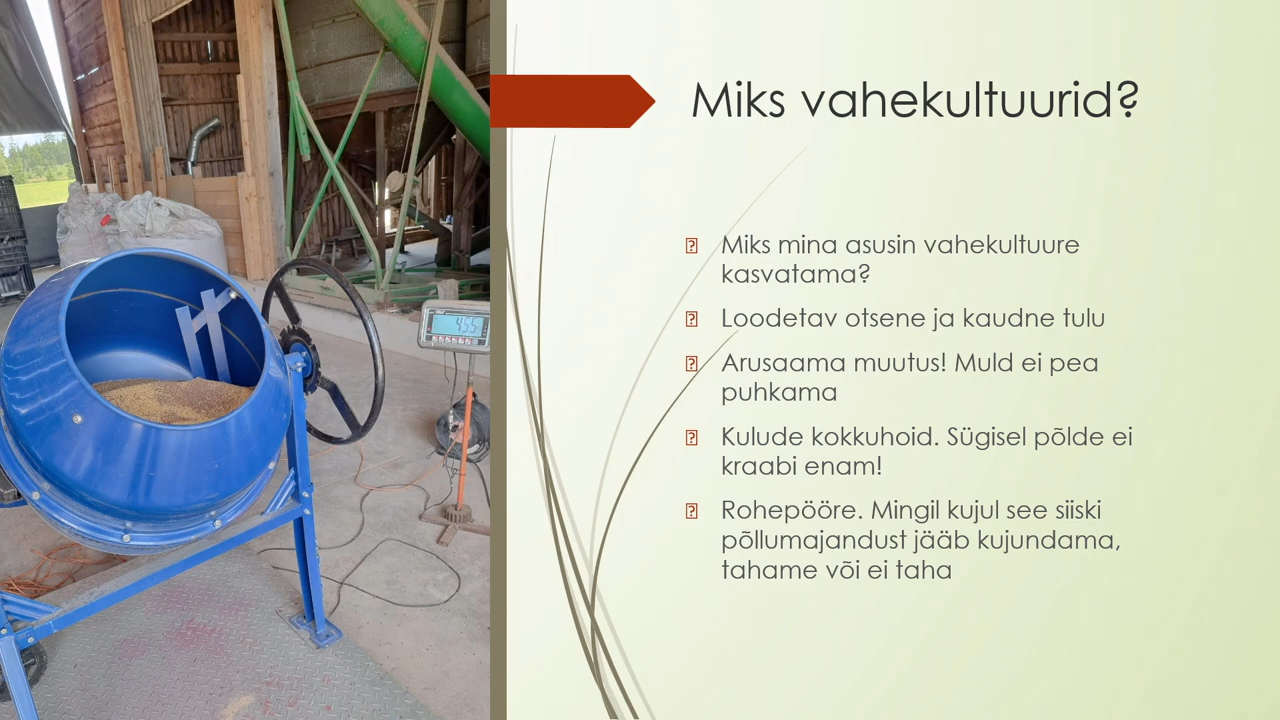 Miks vahekultuurid?
Miks mina asusin vahekultuure
kasvatama?
Loodetav otsene ja kaudne tulu
Arusaama muutus! Muld ei pea
puhkama
Kulude kokkuhoid. Sügisel põlde ei
kraabi enam!
Rohepööre. Mingil kujul see siiski
põllumajandust jääb kujundama,
tahame või ei taha